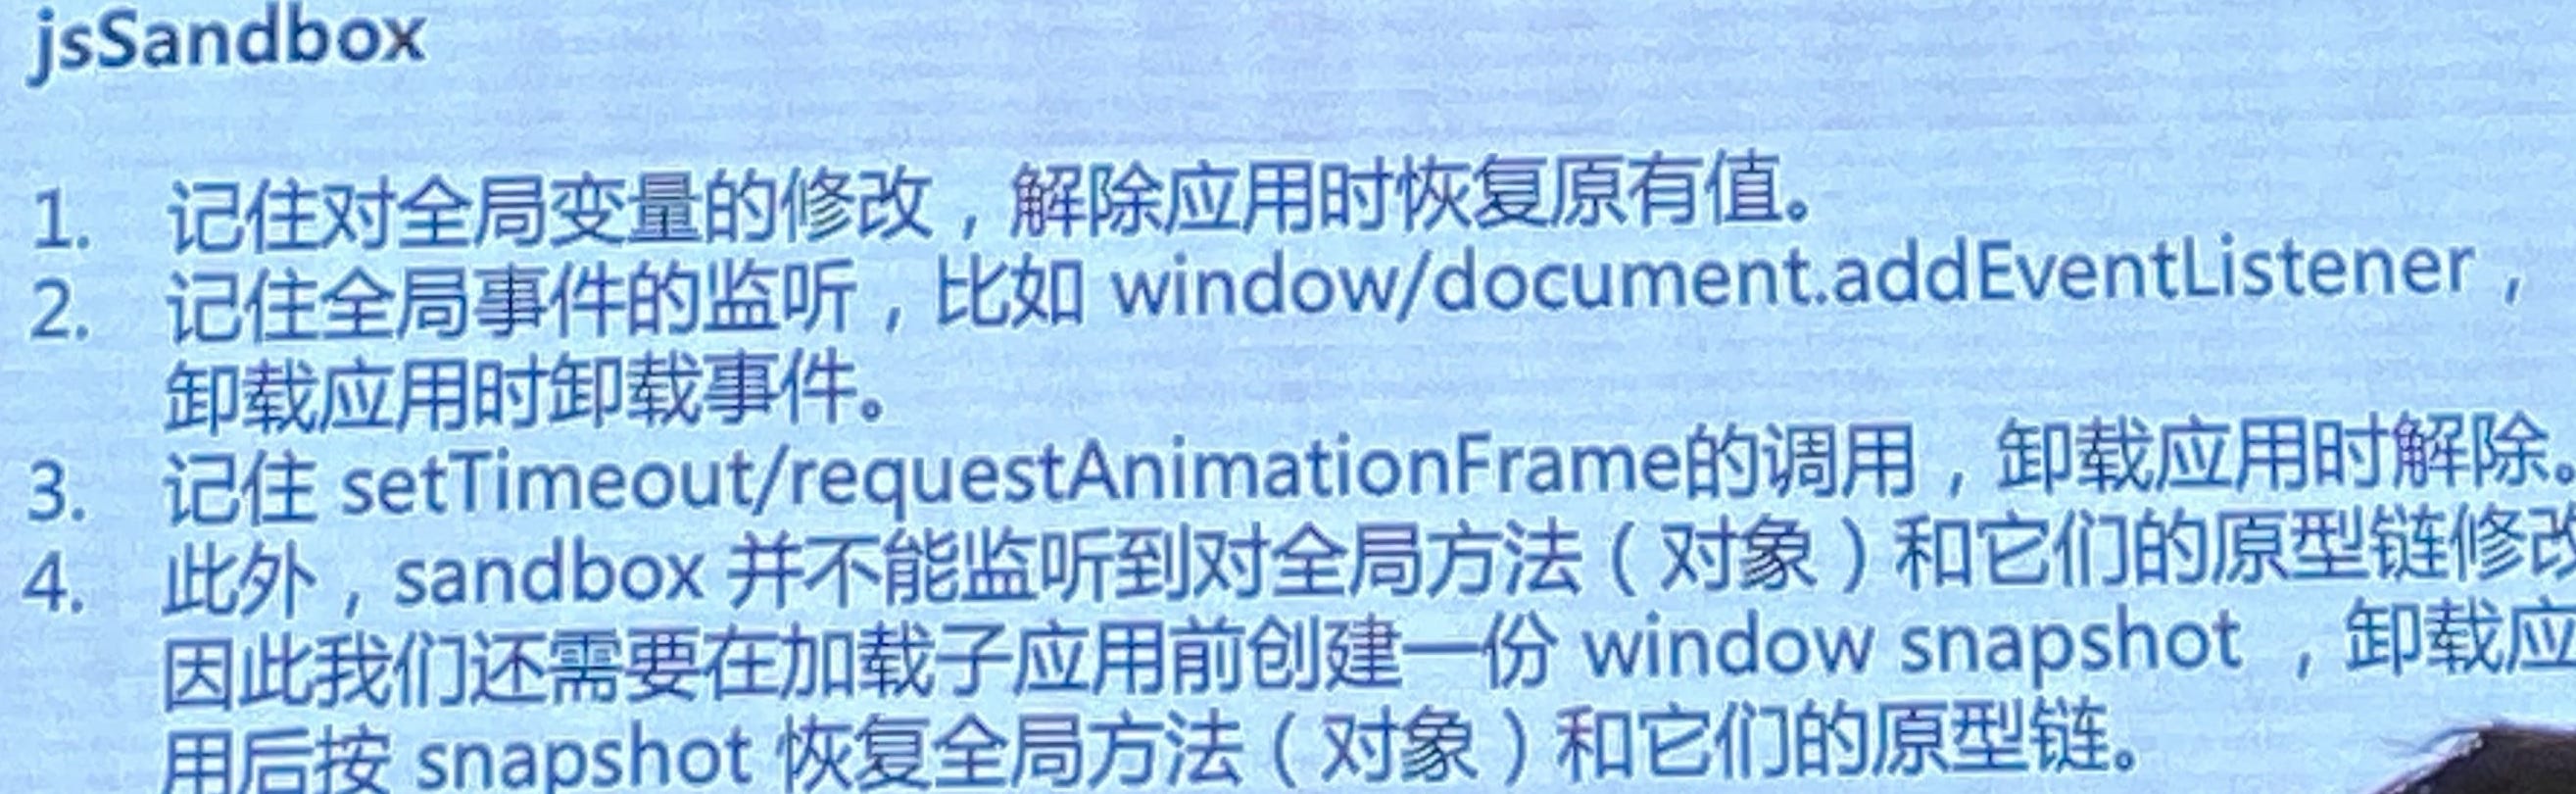 jsSandbox
1. 记住对全局变量的修改，解除应用时恢复原有值。
2. 记住全局事件的监听，比如 window/document.addEventListener，
卸载应用时卸载事件。
3. 记住 setTimeout/requestAnimationFrame的调用，卸载应用时解除。
4. 此外，sandbox 并不能监听到对全局方法（对象）和它们的原型链修改
因此我们还需要在加载子应用前创建一份 window snapshot ，卸载应
用后按 snapshot 恢复全局方法（对象）和它们的原型链。